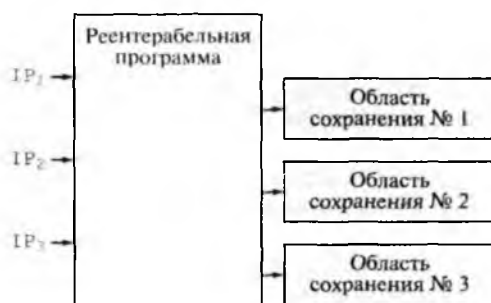 Реентерабельная
программа
IP1
Область
сохранения № 1
IP2
Область
сохранения № 2
IP3
Область
сохранения № 3